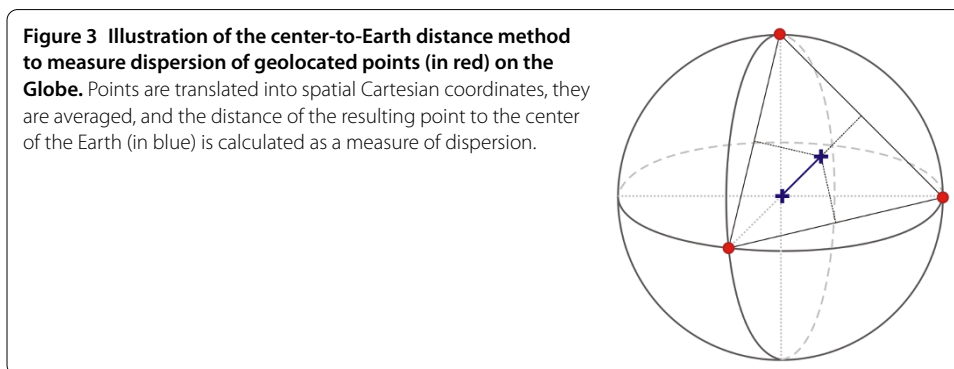 Figure 3 Illustration of the center-to-Earth distance method
to measure dispersion of geolocated points (in red) on the
Globe. Points are translated into spatial Cartesian coordinates, they
are averaged, and the distance of the resulting point to the center
of the Earth (in blue) is calculated as a measure of dispersion.